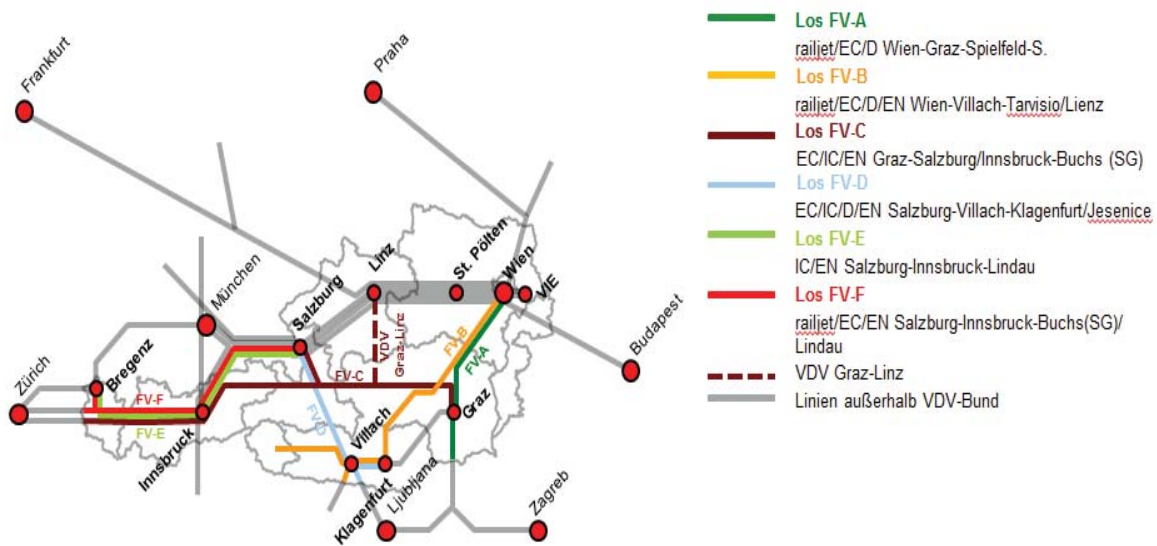 Frankfurt
Praha
München
Salzburg
Linz
St. Pölten
Wien
VIE
Budapest
Zürich
Bregenz
FV-F
FV-E
Innsbruck
FV-C
VDV
Graz-Linz
FV-B
FV-A
FV-D
Villach
Graz
Klagenfurt
Ljubljana
Zagreb
Los FV-A
railjet/EC/D Wien-Graz-Spielfeld-S.
Los FV-B
railjet/EC/D/EN Wien-Villach-Tarvisio/Lienz
Los FV-C
EC/IC/EN Graz-Salzburg/Innsbruck-Buchs (SG)
Los FV-D
EC/IC/D/EN Salzburg-Villach-Klagenfurt/Jesenice
Los FV-E
IC/EN Salzburg-Innsbruck-Lindau
Los FV-F
railjet/EC/EN Salzburg-Innsbruck-Buchs(SG)/
Lindau
VDV Graz-Linz
Linien außerhalb VDV-Bund